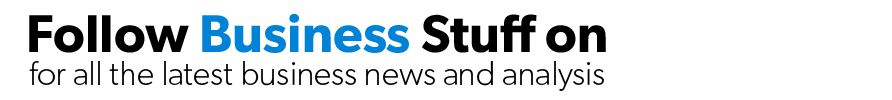 Follow Business Stuff on
for all the latest business news and analysis